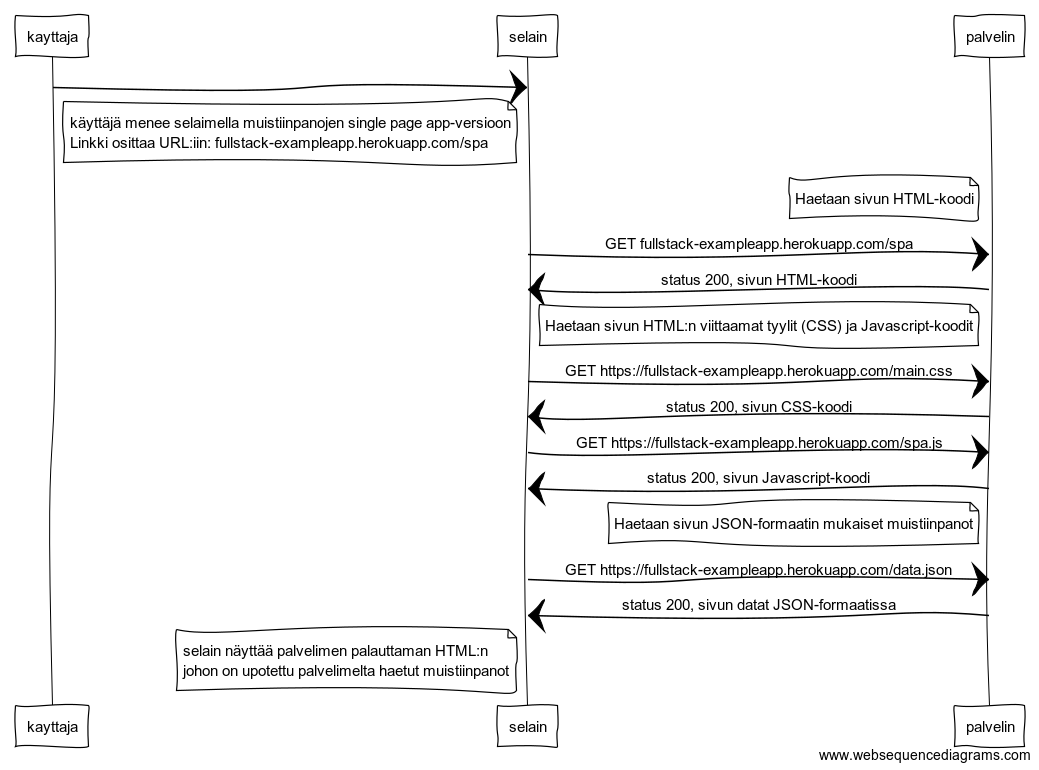 kayttaja
selain
palvelin
käyttäjä menee selaimella muistiinpanojen single page app-versioon
Linkki osittaa URL:iin: fullstack-exampleapp.herokuapp.com/spa
Haetaan sivun HTML-koodi
GET fullstack-exampleapp.herokuapp.com/spa
status 200, sivun HTML-koodi
Haetaan sivun HTML:n viittaamat tyylit (CSS) ja Javascript-koodit
GET https://fullstack-exampleapp.herokuapp.com/main.css
status 200, sivun CSS-koodi
GET https://fullstack-exampleapp.herokuapp.com/spa.js
status 200, sivun Javascript-koodi
Haetaan sivun JSON-formaatin mukaiset muistiinpanot
GET https://fullstack-exampleapp.herokuapp.com/data.json
status 200, sivun datat JSON-formaatissa
selain näyttää palvelimen palauttaman HTML:n
johon on upotettu palvelimelta haetut muistiinpanot
kayttaja
selain
palvelin
www.websequencediagrams.com